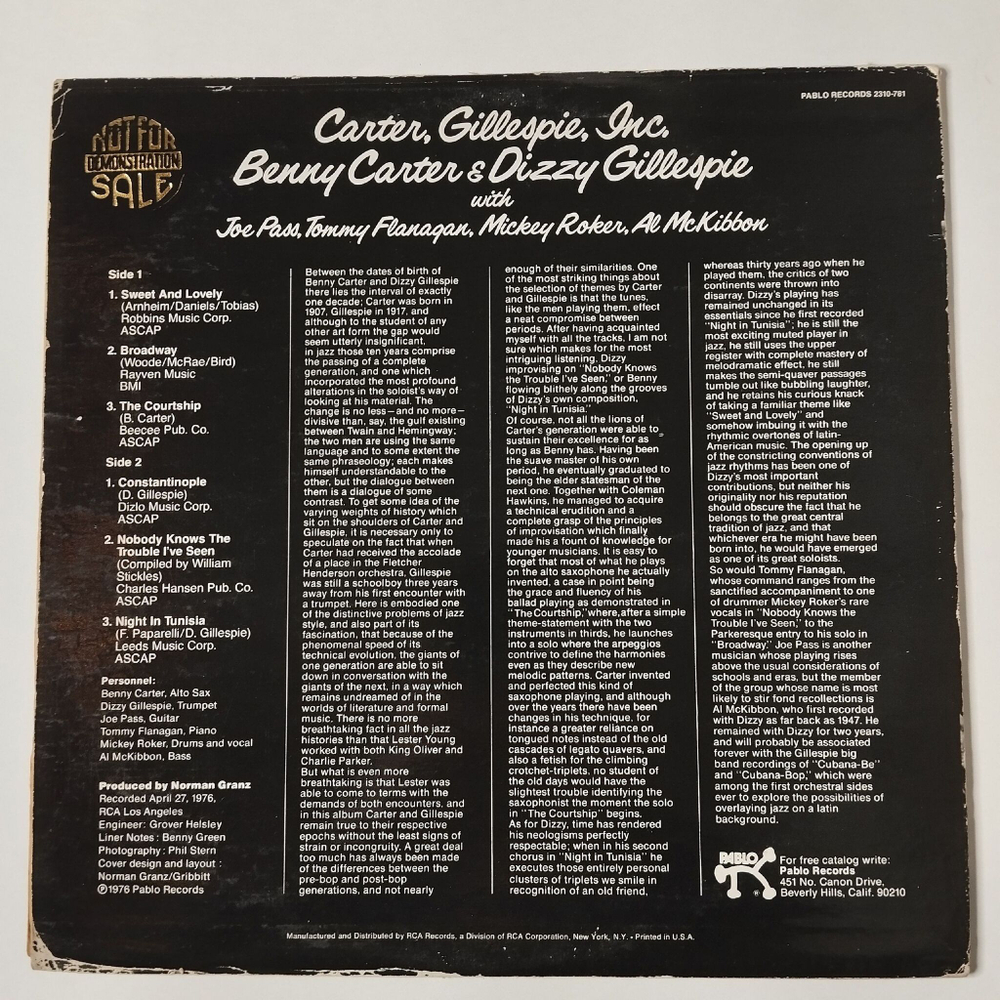 PABLO RECORDS 2310-781
NOT FOR
DEMONSTRATION
SALE
Carter, Gillespie, Inc.
Benny Carter & Dizzy Gillespie
with
Joe Pass, Tommy Flanagan, Mickey Roker, Al McKibbon
Side 1
1. Sweet And Lovely
(Arnheim/Daniels/Tobias)
Robbins Music Corp.
ASCAP
2. Broadway
(Woode/McRae/Bird)
Rayven Music
BMI
3. The Courtship
(B. Carter)
Beecee Pub. Co.
ASCAP
Side 2
1. Constantinople
(D. Gillespie)
Dizlo Music Corp.
ASCAP
2. Nobody Knows The
Trouble I've Seen
(Compiled by William
Stickles)
Charles Hansen Pub. Co.
ASCAP
3. Night In Tunisia
(F. Paparelli/D. Gillespie)
Leeds Music Corp.
ASCAP
Personnel:
Benny Carter, Alto Sax
Dizzy Gillespie, Trumpet
Joe Pass, Guitar
Tommy Flanagan, Piano
Mickey Roker, Drums and vocal
Al McKibbon, Bass
Produced by Norman Granz
Recorded April 27, 1976,
RCA Los Angeles
Engineer: Grover Helsley
Liner Notes: Benny Green
Photography: Phil Stern
Cover design and layout:
Norman Granz/Gribbitt
Ⓟ1976 Pablo Records
Between the dates of birth of
Benny Carter and Dizzy Gillespie
there lies the interval of exactly
one decade; Carter was born in
1907, Gillespie in 1917, and
although to the student of any
other art form the gap would
seem utterly insignificant,
in jazz those ten years comprise
the passing of a complete
generation, and one which
incorporated the most profound
alterations in the soloist's way of
looking at his material. The
change is no less—and no more—
divisive than, say, the gulf existing
between Twain and Hemingway;
the two men are using the same
language and to some extent the
same phraseology; each makes
himself understandable to the
other, but the dialogue between
them is a dialogue of some
contrast. To get some idea of the
varying weights of history which
sit on the shoulders of Carter and
Gillespie, it is necessary only to
speculate on the fact that when
Carter had received the accolade
of a place in the Fletcher
Henderson orchestra, Gillespie
was still a schoolboy three years
away from his first encounter with
a trumpet. Here is embodied one
of the distinctive problems of jazz
style, and also part of its
fascination, that because of the
phenomenal speed of its
technical evolution, the giants of
one generation are able to sit
down in conversation with the
giants of the next, in a way which
remains undreamed of in the
worlds of literature and formal
music. There is no more
breathtaking fact in all the jazz
histories than that Lester Young
worked with both King Oliver and
Charlie Parker.
But what is even more
breathtaking is that Lester was
able to come to terms with the
demands of both encounters, and
in this album Carter and Gillespie
remain true to their respective
epochs without the least signs of
strain or incongruity. A great deal
too much has always been made
of the differences between the
pre-bop and post-bop
generations, and not nearly
enough of their similarities. One
of the most striking things about
the selection of themes by Carter
and Gillespie is that the tunes,
like the men playing them, effect
a neat compromise between
periods. After having acquainted
myself with all the tracks, I am not
sure which makes for the most
intriguing listening, Dizzy
improvising on "Nobody Knows
the Trouble I've Seen," or Benny
flowing blithely along the grooves
of Dizzy's own composition,
"Night in Tunisia."
Of course, not all the lions of
Carter's generation were able to
sustain their excellence for as
long as Benny has. Having been
the suave master of his own
period, he eventually graduated to
being the elder statesman of the
next one. Together with Coleman
Hawkins, he managed to acquire
a technical erudition and a
complete grasp of the principles
of improvisation which finally
made his a fount of knowledge for
younger musicians. It is easy to
forget that most of what he plays
on the alto saxophone he actually
invented, a case in point being
the grace and fluency of his
ballad playing as demonstrated in
"The Courtship," where, after a simple
theme-statement with the two
instruments in thirds, he launches
into a solo where the arpeggios
contrive to define the harmonies
even as they describe new
melodic patterns. Carter invented
and perfected this kind of
saxophone playing, and although
over the years there have been
changes in his technique, for
instance a greater reliance on
tongued notes instead of the old
cascades of legato quavers, and
also a fetish for the climbing
crotchet-triplets, no student of
the old days would have the
slightest trouble identifying the
saxophonist the moment the solo
in "The Courtship" begins.
As for Dizzy, time has rendered
his neologisms perfectly
respectable; when in his second
chorus in "Night in Tunisia" he
executes those entirely personal
clusters of triplets we smile in
recognition of an old friend,
whereas thirty years ago when he
played them, the critics of two
continents were thrown into
disarray. Dizzy's playing has
remained unchanged in its
essentials since he first recorded
"Night in Tunisia"; he is still the
most exciting muted player in
jazz, he still uses the upper
register with complete mastery of
melodramatic effect, he still
makes the semi-quaver passages
tumble out like bubbling laughter,
and he retains his curious knack
of taking a familiar theme like
"Sweet and Lovely" and
somehow imbuing it with the
rhythmic overtones of latin-
American music. The opening up
of the constricting conventions of
jazz rhythms has been one of
Dizzy's most important
contributions, but neither his
originality nor his reputation
should obscure the fact that he
belongs to the great central
tradition of jazz, and that
whichever era he might have been
born into, he would have emerged
as one of its great soloists.
So would Tommy Flanagan,
whose command ranges from the
sanctified accompaniment to one
of drummer Mickey Roker's rare
vocals in "Nobody Knows the
Trouble I've Seen," to the
Parkeresque entry to his solo in
"Broadway." Joe Pass is another
musician whose playing rises
above the usual considerations of
schools and eras, but the member
of the group whose name is most
likely to stir fond recollections is
Al McKibbon, who first recorded
with Dizzy as far back as 1947. He
remained with Dizzy for two years,
and will probably be associated
forever with the Gillespie big
band recordings of "Cubana-Be"
and "Cubana-Bop," which were
among the first orchestral sides
ever to explore the possibilities of
overlaying jazz on a latin
background.
PABLO
For free catalog write:
Pablo Records
451 No. Canon Drive,
Beverly Hills, Calif. 90210
Manufactured and Distributed by RCA Records, a Division of RCA Corporation, New York, N.Y. • Printed in U.S.A.